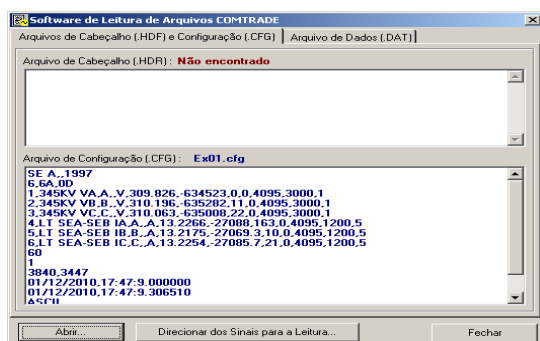 Software de Leitura de Arquivos COMTRADE
Arquivos de Cabeçalho (.HDF) e Configuração (.CFG) Arquivo de Dados (.DAT)
Arquivo de Cabeçalho (.HDR) : Não encontrado
Arquivo de Configuração (.CFG) : Ex01.cfg
SE A,,1997
6,6A,0D
1,345KV VA,A,,V,309.826,-634523,0,0,4095,3000,1
2,345KV VB,B,,V,310.196,-635282,11,0,4095,3000,1
3,345KV VC,C,,V,310.063,-635008,22,0,4095,3000,1
4,LT SEA-SEB IA,A,,A,13.2266,-27088,163,0,4095,1200,5
5,LT SEA-SEB IB,B,,A,13.2175,-27069.3,10,0,4095,1200,5
6,LT SEA-SEB IC,C,,A,13.2254,-27085.7,21,0,4095,1200,5
60
1
3840,3447
01/12/2010,17:47:9.000000
01/12/2010,17:47:9.306510
ASCII
Abrir... Direcionar dos Sinais para a Leitura... Fechar